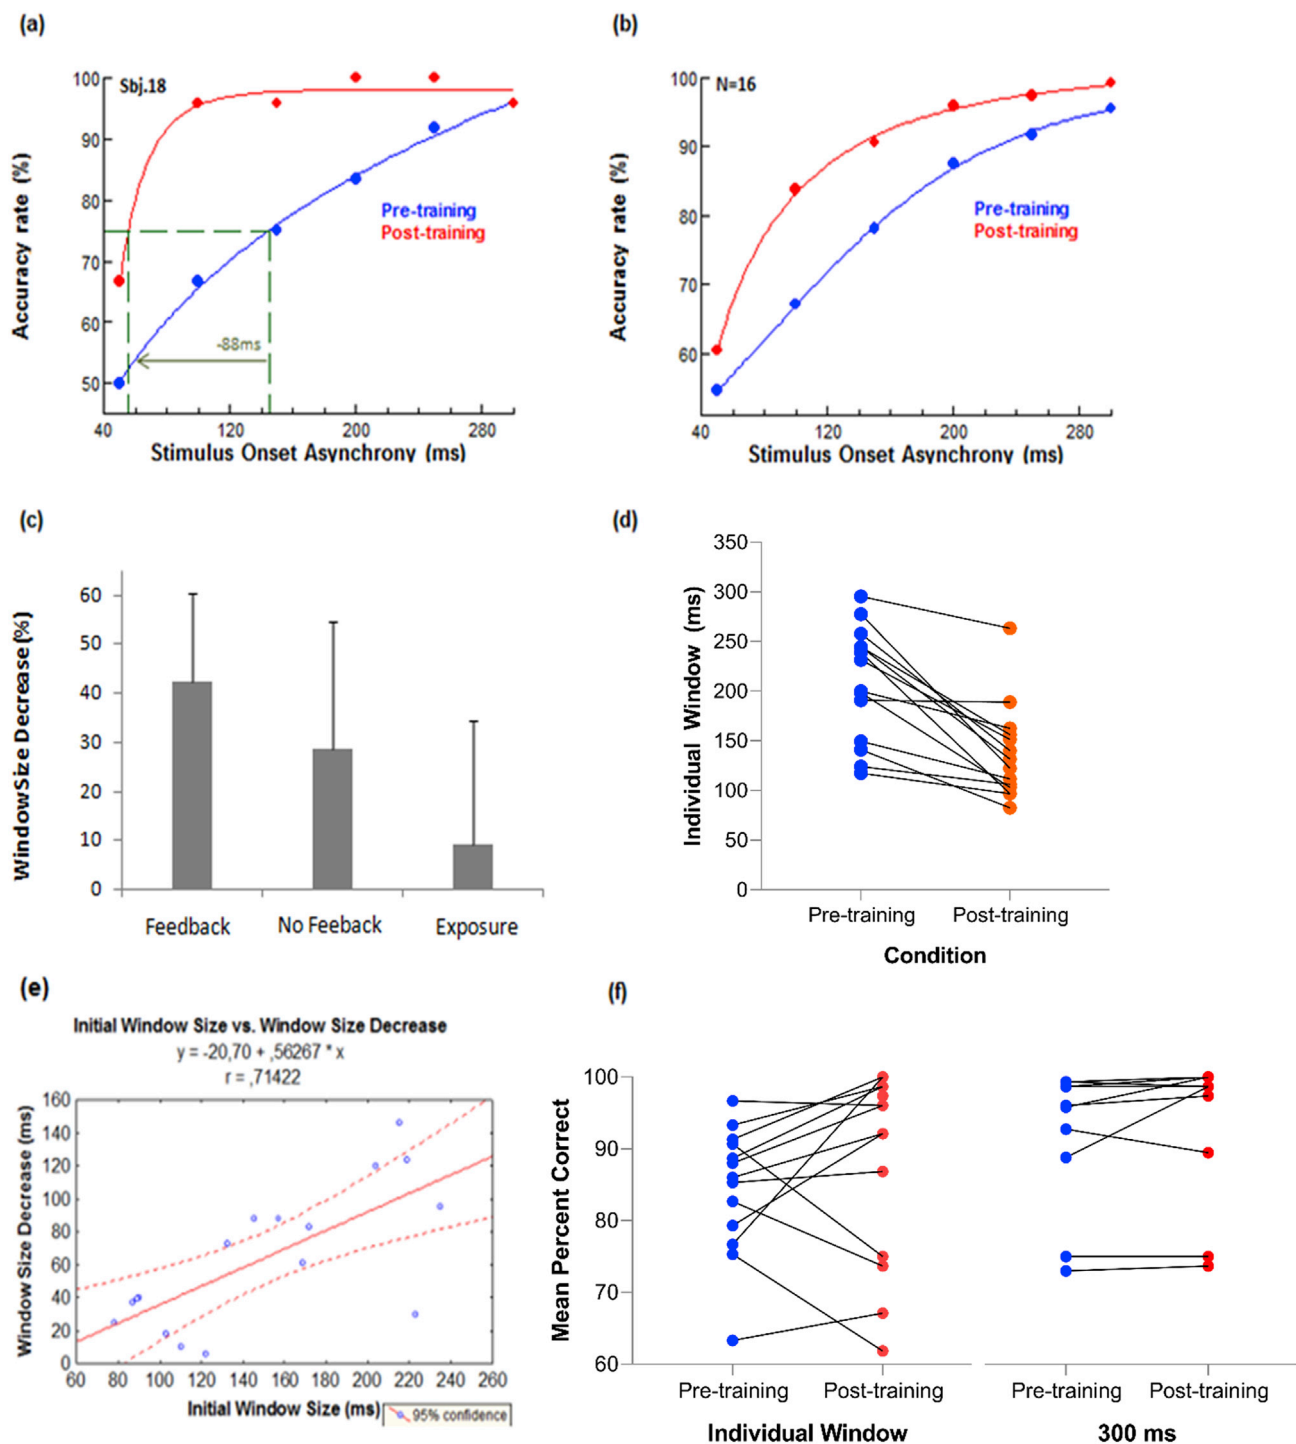 (a)
100
90
80
70
60
50
Accuracy rate (%)
Sbj.18
Pre-training
Post-training
-88ms
40 120 200 280
Stimulus Onset Asynchrony (ms)
(b)
100
90
80
70
60
Accuracy rate (%)
N=16
Pre-training
Post-training
40 120 200 280
Stimulus Onset Asynchrony (ms)
(c)
60
50
40
30
20
10
0
Window Size Decrease (%)
Feedback No Feeback Exposure
(d)
350
300
250
200
150
100
50
0
Individual Window (ms)
Pre-training Post-training
Condition
(e)
Initial Window Size vs. Window Size Decrease
y = -20,70 + ,56267 * x
r = ,71422
160
140
120
100
80
60
40
20
0
Window Size Decrease (ms)
60 80 100 120 140 160 180 200 220 240 260
Initial Window Size (ms)
95% confidence
(f)
100
90
80
70
60
Mean Percent Correct
Pre-training Post-training Pre-training Post-training
Individual Window 300 ms